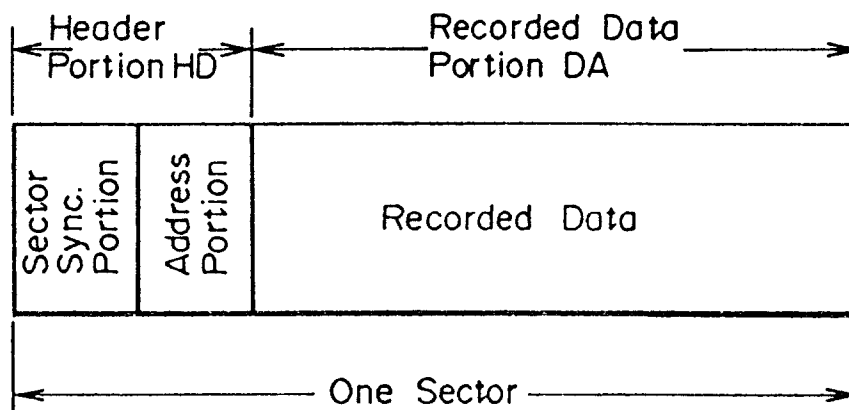 Header
Portion HD
Recorded Data
Portion DA
Sector
Sync.
Portion
Address
Portion
Recorded Data
One Sector